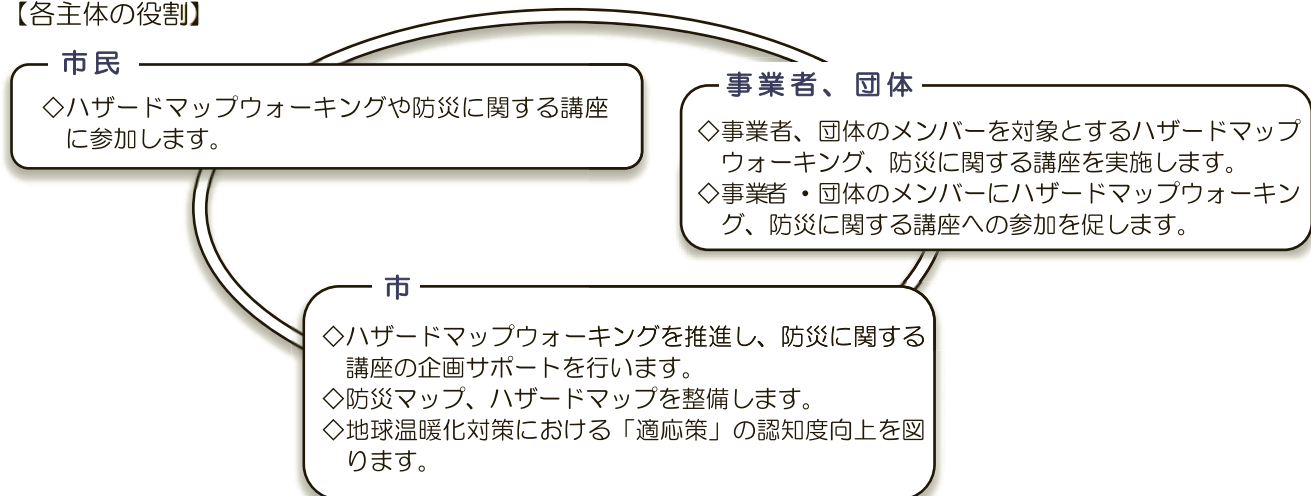 【各主体の役割】
市民
◇ハザードマップウォーキングや防災に関する講座
に参加します。
事業者、団体
◇事業者、団体のメンバーを対象とするハザードマップ
ウォーキング、防災に関する講座を実施します。
◇事業者・団体のメンバーにハザードマップウォーキン
グ、防災に関する講座への参加を促します。
市
◇ハザードマップウォーキングを推進し、防災に関する
講座の企画サポートを行います。
◇防災マップ、ハザードマップを整備します。
◇地球温暖化対策における「適応策」の認知度向上を図
ります。